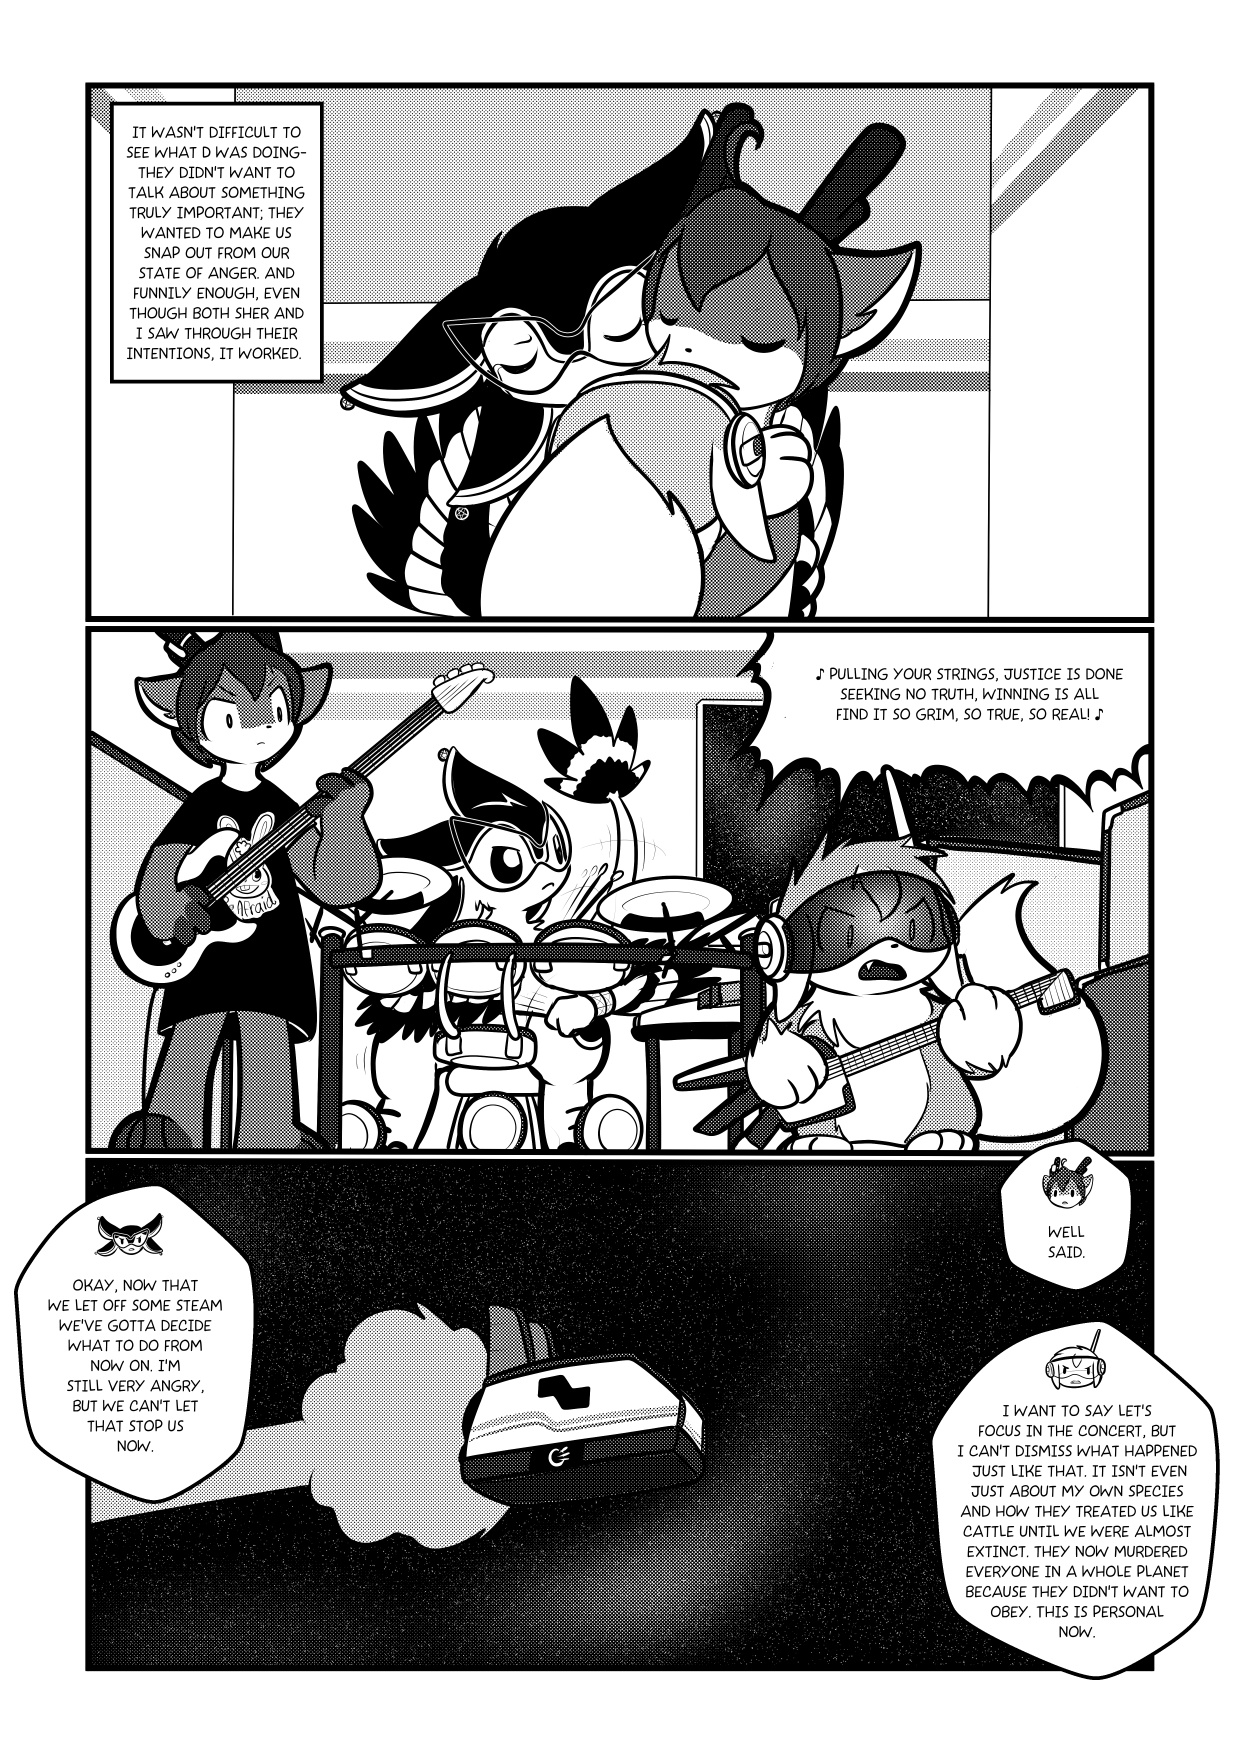 IT WASN'T DIFFICULT TO
SEE WHAT D WAS DOING-
THEY DIDN'T WANT TO
TALK ABOUT SOMETHING
TRULY IMPORTANT; THEY
WANTED TO MAKE US
SNAP OUT FROM OUR
STATE OF ANGER. AND
FUNNILY ENOUGH, EVEN
THOUGH BOTH SHER AND
I SAW THROUGH THEIR
INTENTIONS, IT WORKED.
♪ PULLING YOUR STRINGS, JUSTICE IS DONE
SEEKING NO TRUTH, WINNING IS ALL
FIND IT SO GRIM, SO TRUE, SO REAL! ♪
Afraid
OKAY, NOW THAT
WE LET OFF SOME STEAM
WE'VE GOTTA DECIDE
WHAT TO DO FROM
NOW ON. I'M
STILL VERY ANGRY,
BUT WE CAN'T LET
THAT STOP US
NOW.
WELL
SAID.
I WANT TO SAY LET'S
FOCUS IN THE CONCERT, BUT
I CAN'T DISMISS WHAT HAPPENED
JUST LIKE THAT. IT ISN'T EVEN
JUST ABOUT MY OWN SPECIES
AND HOW THEY TREATED US LIKE
CATTLE UNTIL WE WERE ALMOST
EXTINCT. THEY NOW MURDERED
EVERYONE IN A WHOLE PLANET
BECAUSE THEY DIDN'T WANT TO
OBEY. THIS IS PERSONAL
NOW.